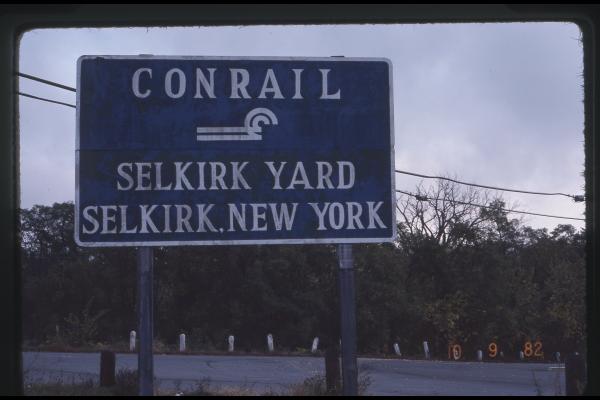 CONRAIL
SELKIRK YARD
SELKIRK, NEW YORK
10 9 82